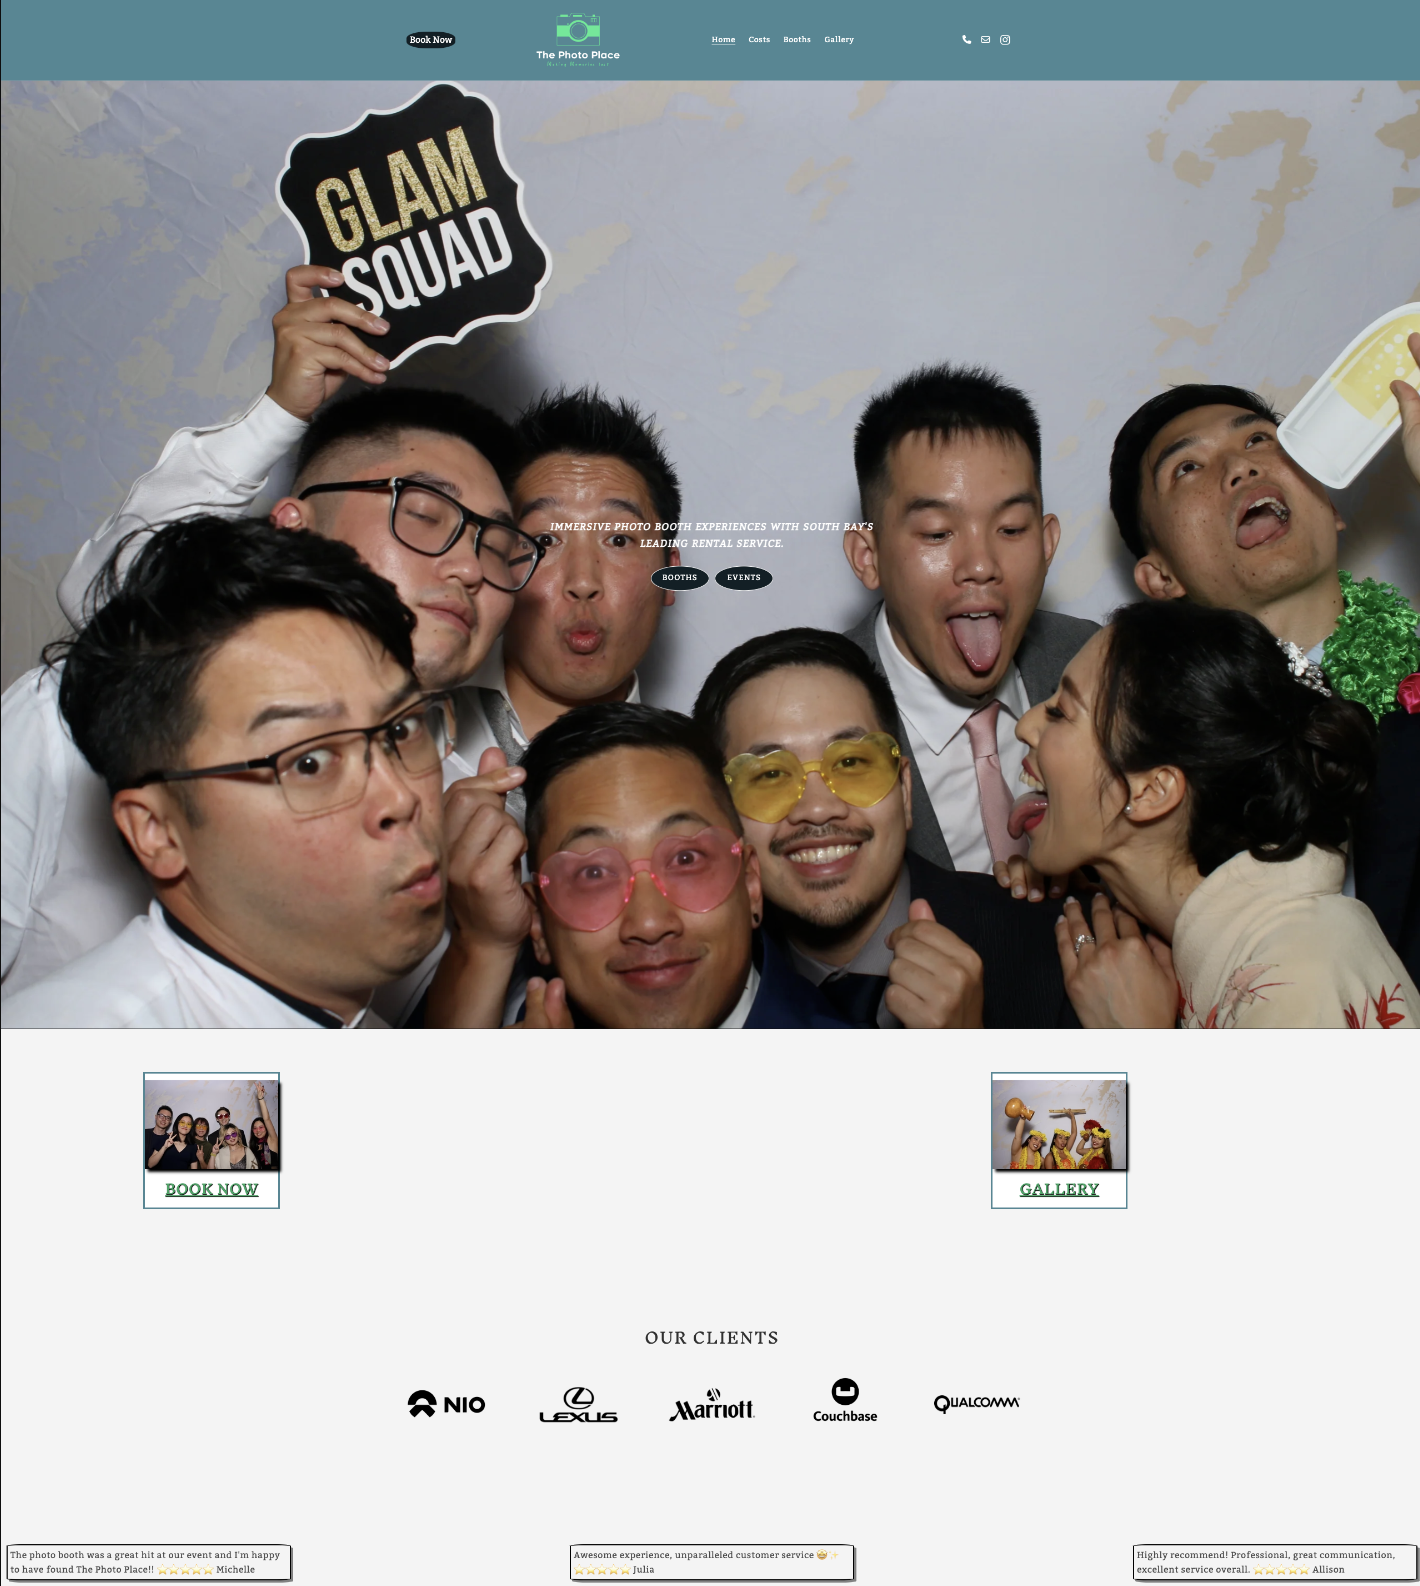 Book Now
The Photo Place
Home Costs Booths Gallery
GLAM
SQUAD
IMMERSIVE PHOTO BOOTH EXPERIENCES WITH SOUTH BAY'S
LEADING RENTAL SERVICE.
BOOTHS EVENTS
BOOK NOW
GALLERY
OUR CLIENTS
NIO
LEXUS
Marriott
Couchbase
QUALCOMM
The photo booth was a great hit at our event and I'm happy
to have found The Photo Place!! ⭐⭐⭐⭐⭐ Michelle
Awesome experience, unparalleled customer service 🤩✨
⭐⭐⭐⭐⭐ Julia
Highly recommend! Professional, great communication,
excellent service overall. ⭐⭐⭐⭐⭐ Allison